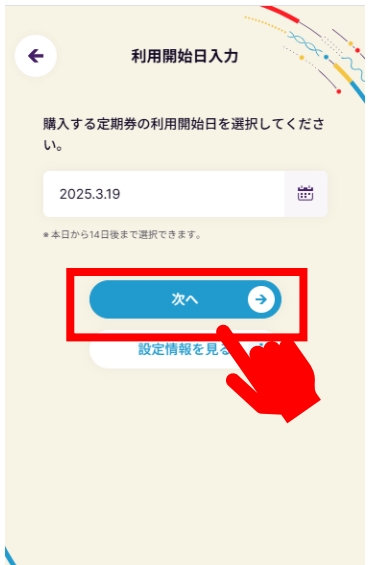 利用開始日入力
購入する定期券の利用開始日を選択してくださ
い。
2025.3.19
*本日から14日後まで選択できます。
次へ
設定情報を見る